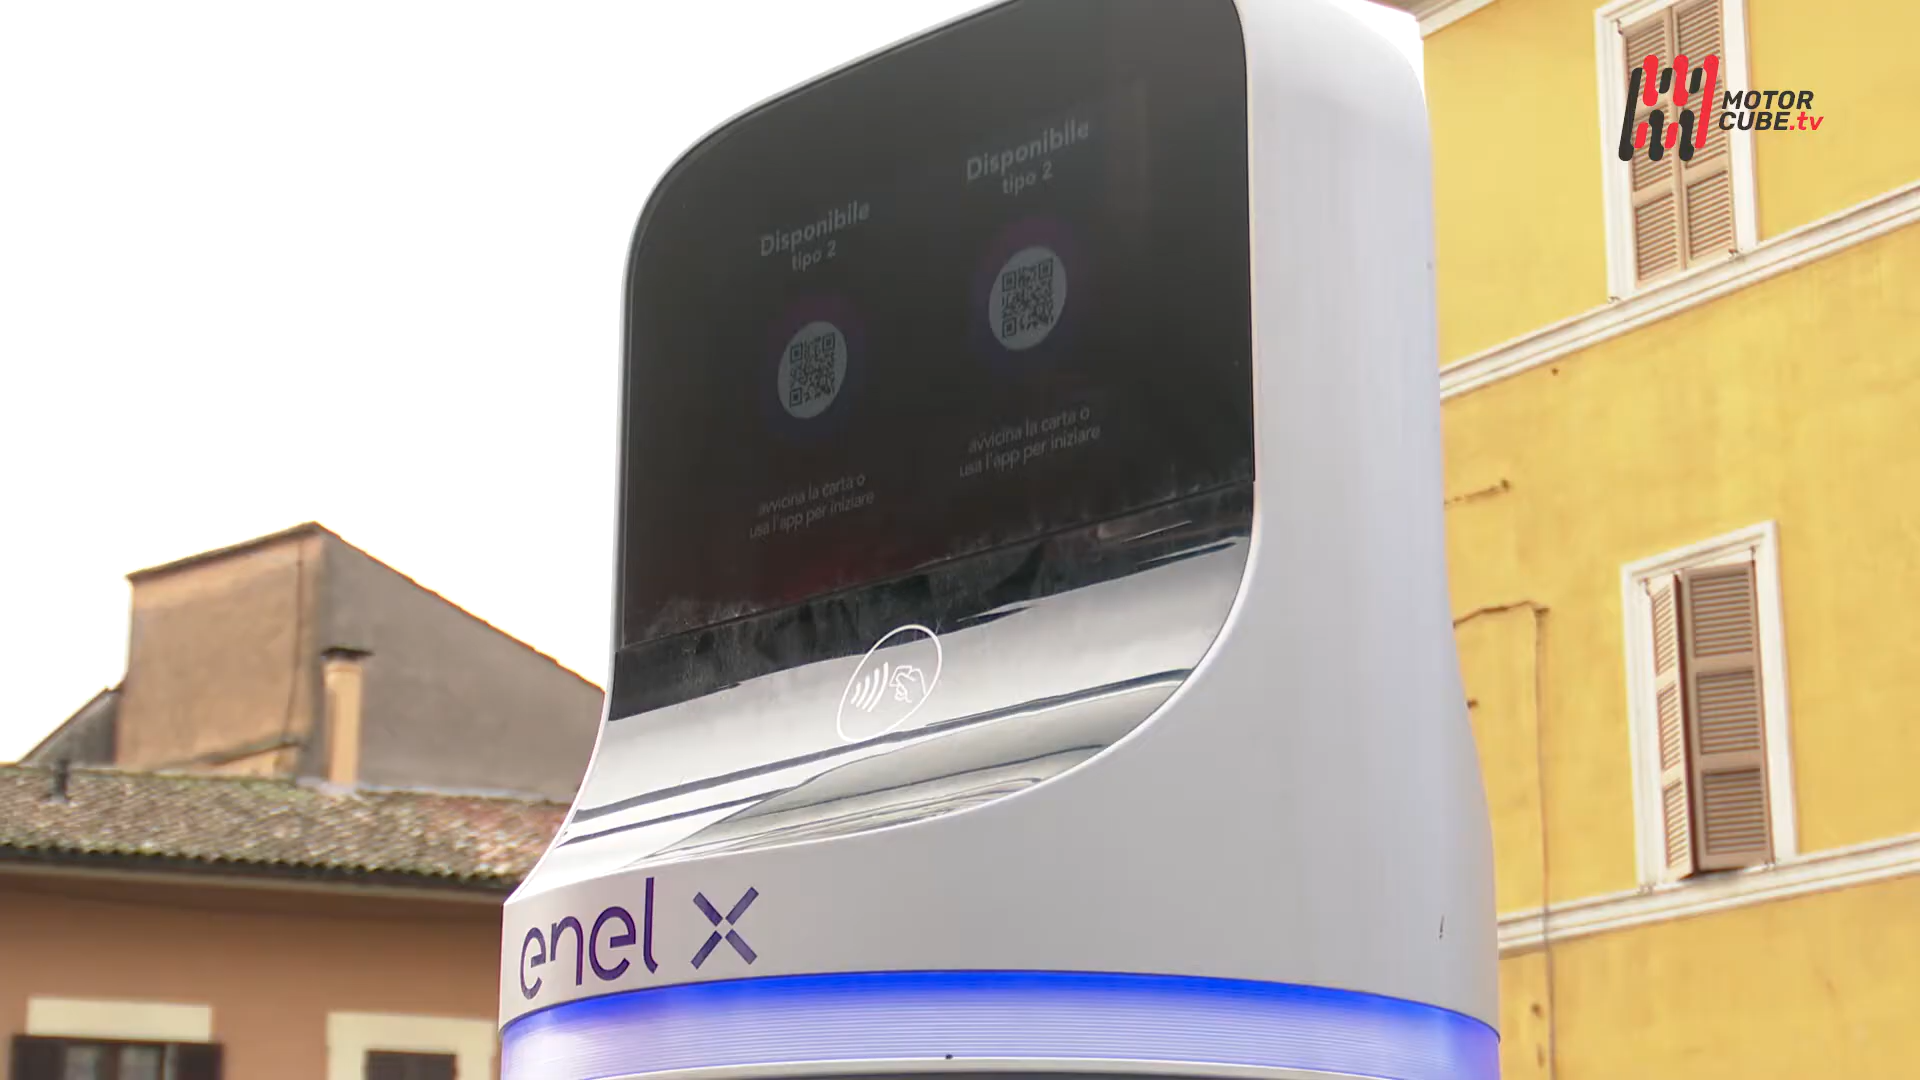 MOTOR
CUBE.tv
Disponibile
tipo 2
avvicina la carta o
usa l'app per iniziare
Disponibile
tipo 2
avvicina la carta o
usa l'app per iniziare
enel x